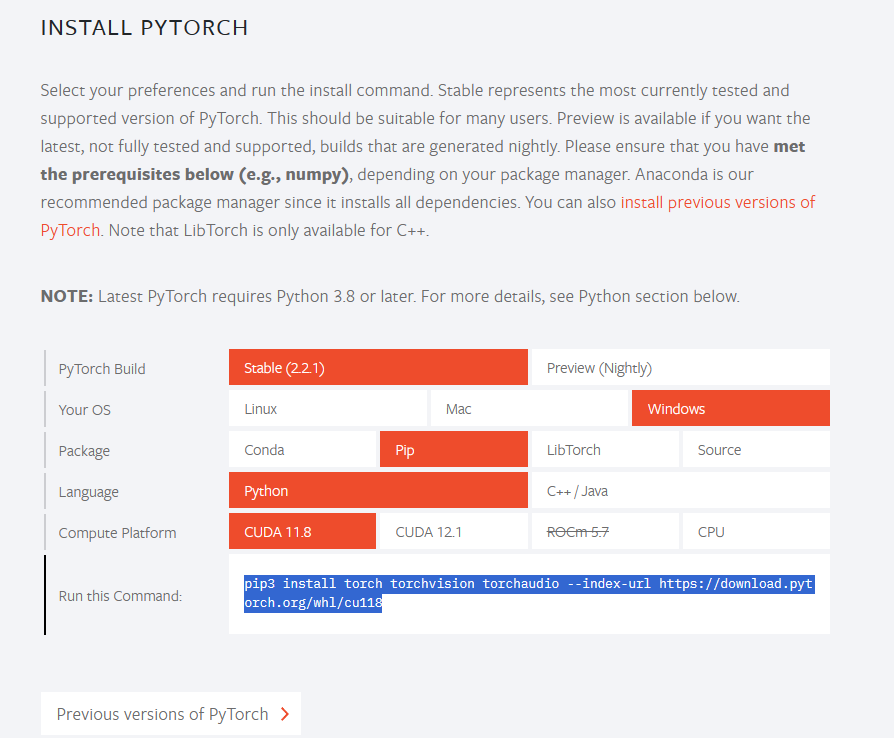 INSTALL PYTORCH
Select your preferences and run the install command. Stable represents the most currently tested and
supported version of PyTorch. This should be suitable for many users. Preview is available if you want the
latest, not fully tested and supported, builds that are generated nightly. Please ensure that you have met
the prerequisites below (e.g., numpy), depending on your package manager. Anaconda is our
recommended package manager since it installs all dependencies. You can also install previous versions of
PyTorch. Note that LibTorch is only available for C++.
NOTE: Latest PyTorch requires Python 3.8 or later. For more details, see Python section below.
PyTorch Build Stable (2.2.1) Preview (Nightly)
Your OS Linux Mac Windows
Package Conda Pip LibTorch Source
Language Python C++ / Java
Compute Platform CUDA 11.8 CUDA 12.1 ROCm 5.7 CPU
Run this Command:
pip3 install torch torchvision torchaudio --index-url https://download.pyt
orch.org/whl/cu118
Previous versions of PyTorch